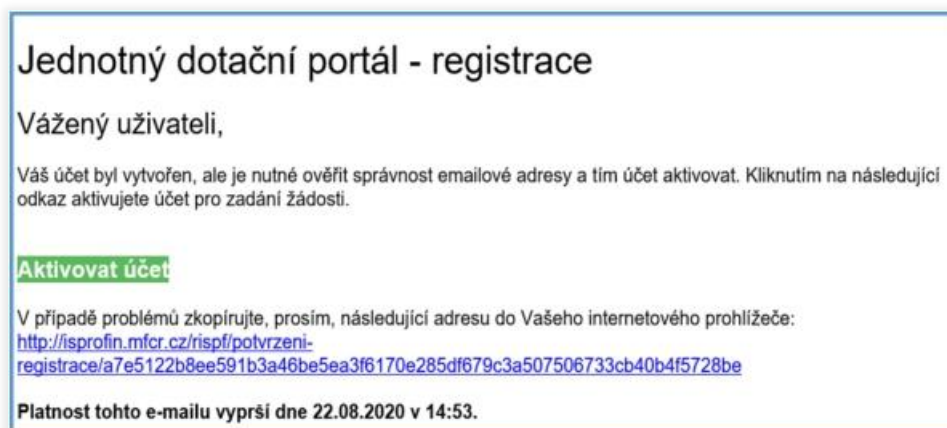 Jednotný dotační portál - registrace
Vážený uživateli,
Váš účet byl vytvořen, ale je nutné ověřit správnost emailové adresy a tím účet aktivovat. Kliknutím na následující
odkaz aktivujete účet pro zadání žádosti.
Aktivovat účet
V případě problémů zkopírujte, prosím, následující adresu do Vašeho internetového prohlížeče:
http://isprofin.mfcr.cz/rispf/potvrzeni-
registrace/a7e5122b8ee591b3a46be5ea3f6170e285df679c3a507506733cb40b4f5728be
Platnost tohto e-mailu vyprší dne 22.08.2020 v 14:53.